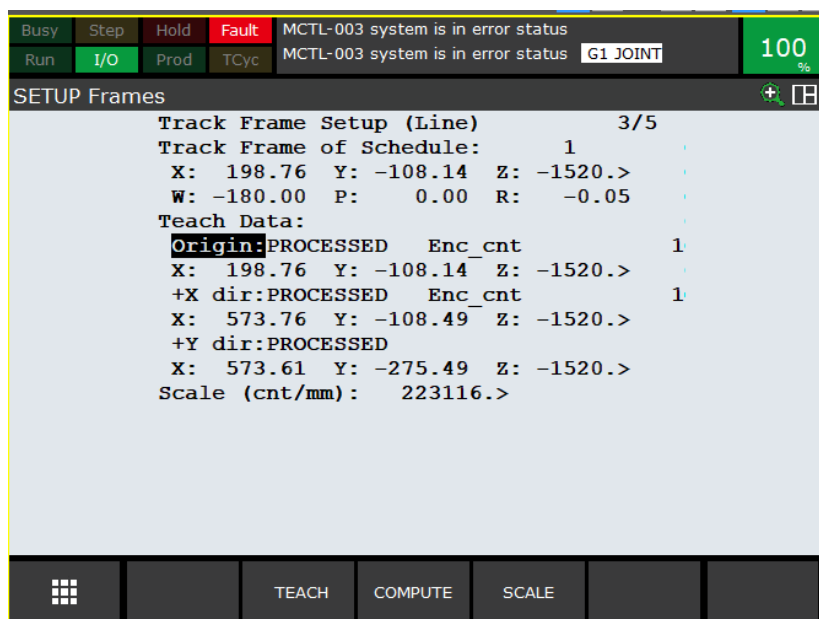 Busy Step Hold Fault MCTL-003 system is in error status
Run I/O Prod TCyc MCTL-003 system is in error status G1 JOINT 100 %
SETUP Frames
Track Frame Setup (Line) 3/5
Track Frame of Schedule: 1
X: 198.76 Y: -108.14 Z: -1520.>
W: -180.00 P: 0.00 R: -0.05
Teach Data:
Origin:PROCESSED Enc_cnt 1
X: 198.76 Y: -108.14 Z: -1520.>
+X dir:PROCESSED Enc_cnt 1
X: 573.76 Y: -108.49 Z: -1520.>
+Y dir:PROCESSED
X: 573.61 Y: -275.49 Z: -1520.>
Scale (cnt/mm): 223116.>
TEACH COMPUTE SCALE